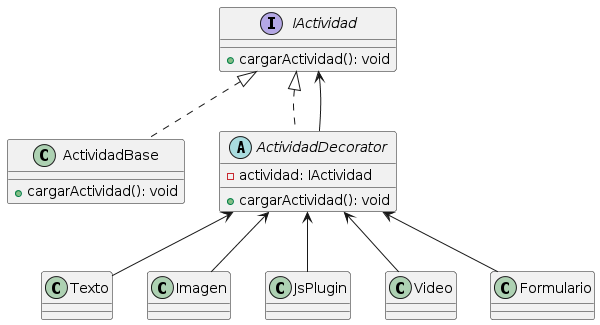 I IActividad
cargarActividad(): void
C ActividadBase
cargarActividad(): void
A ActividadDecorator
actividad: IActividad
cargarActividad(): void
C Texto
C Imagen
C JsPlugin
C Video
C Formulario